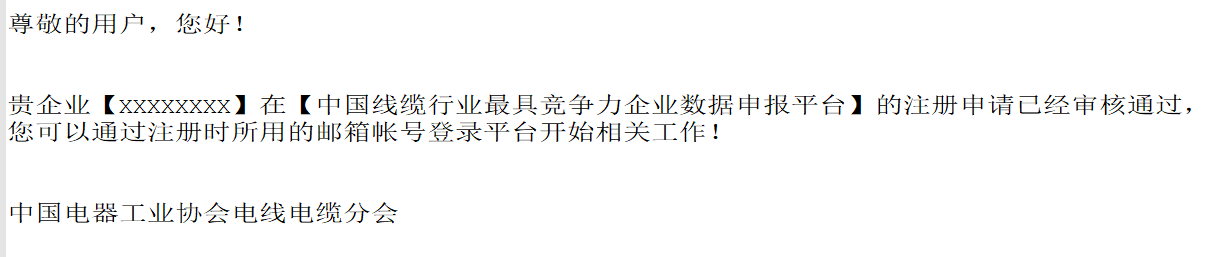 尊敬的用户，您好！
贵企业【xxxxxxxx】在【中国线缆行业最具竞争力企业数据申报平台】的注册申请已经审核通过，
您可以通过注册时所用的邮箱帐号登录平台开始相关工作！
中国电器工业协会电线电缆分会